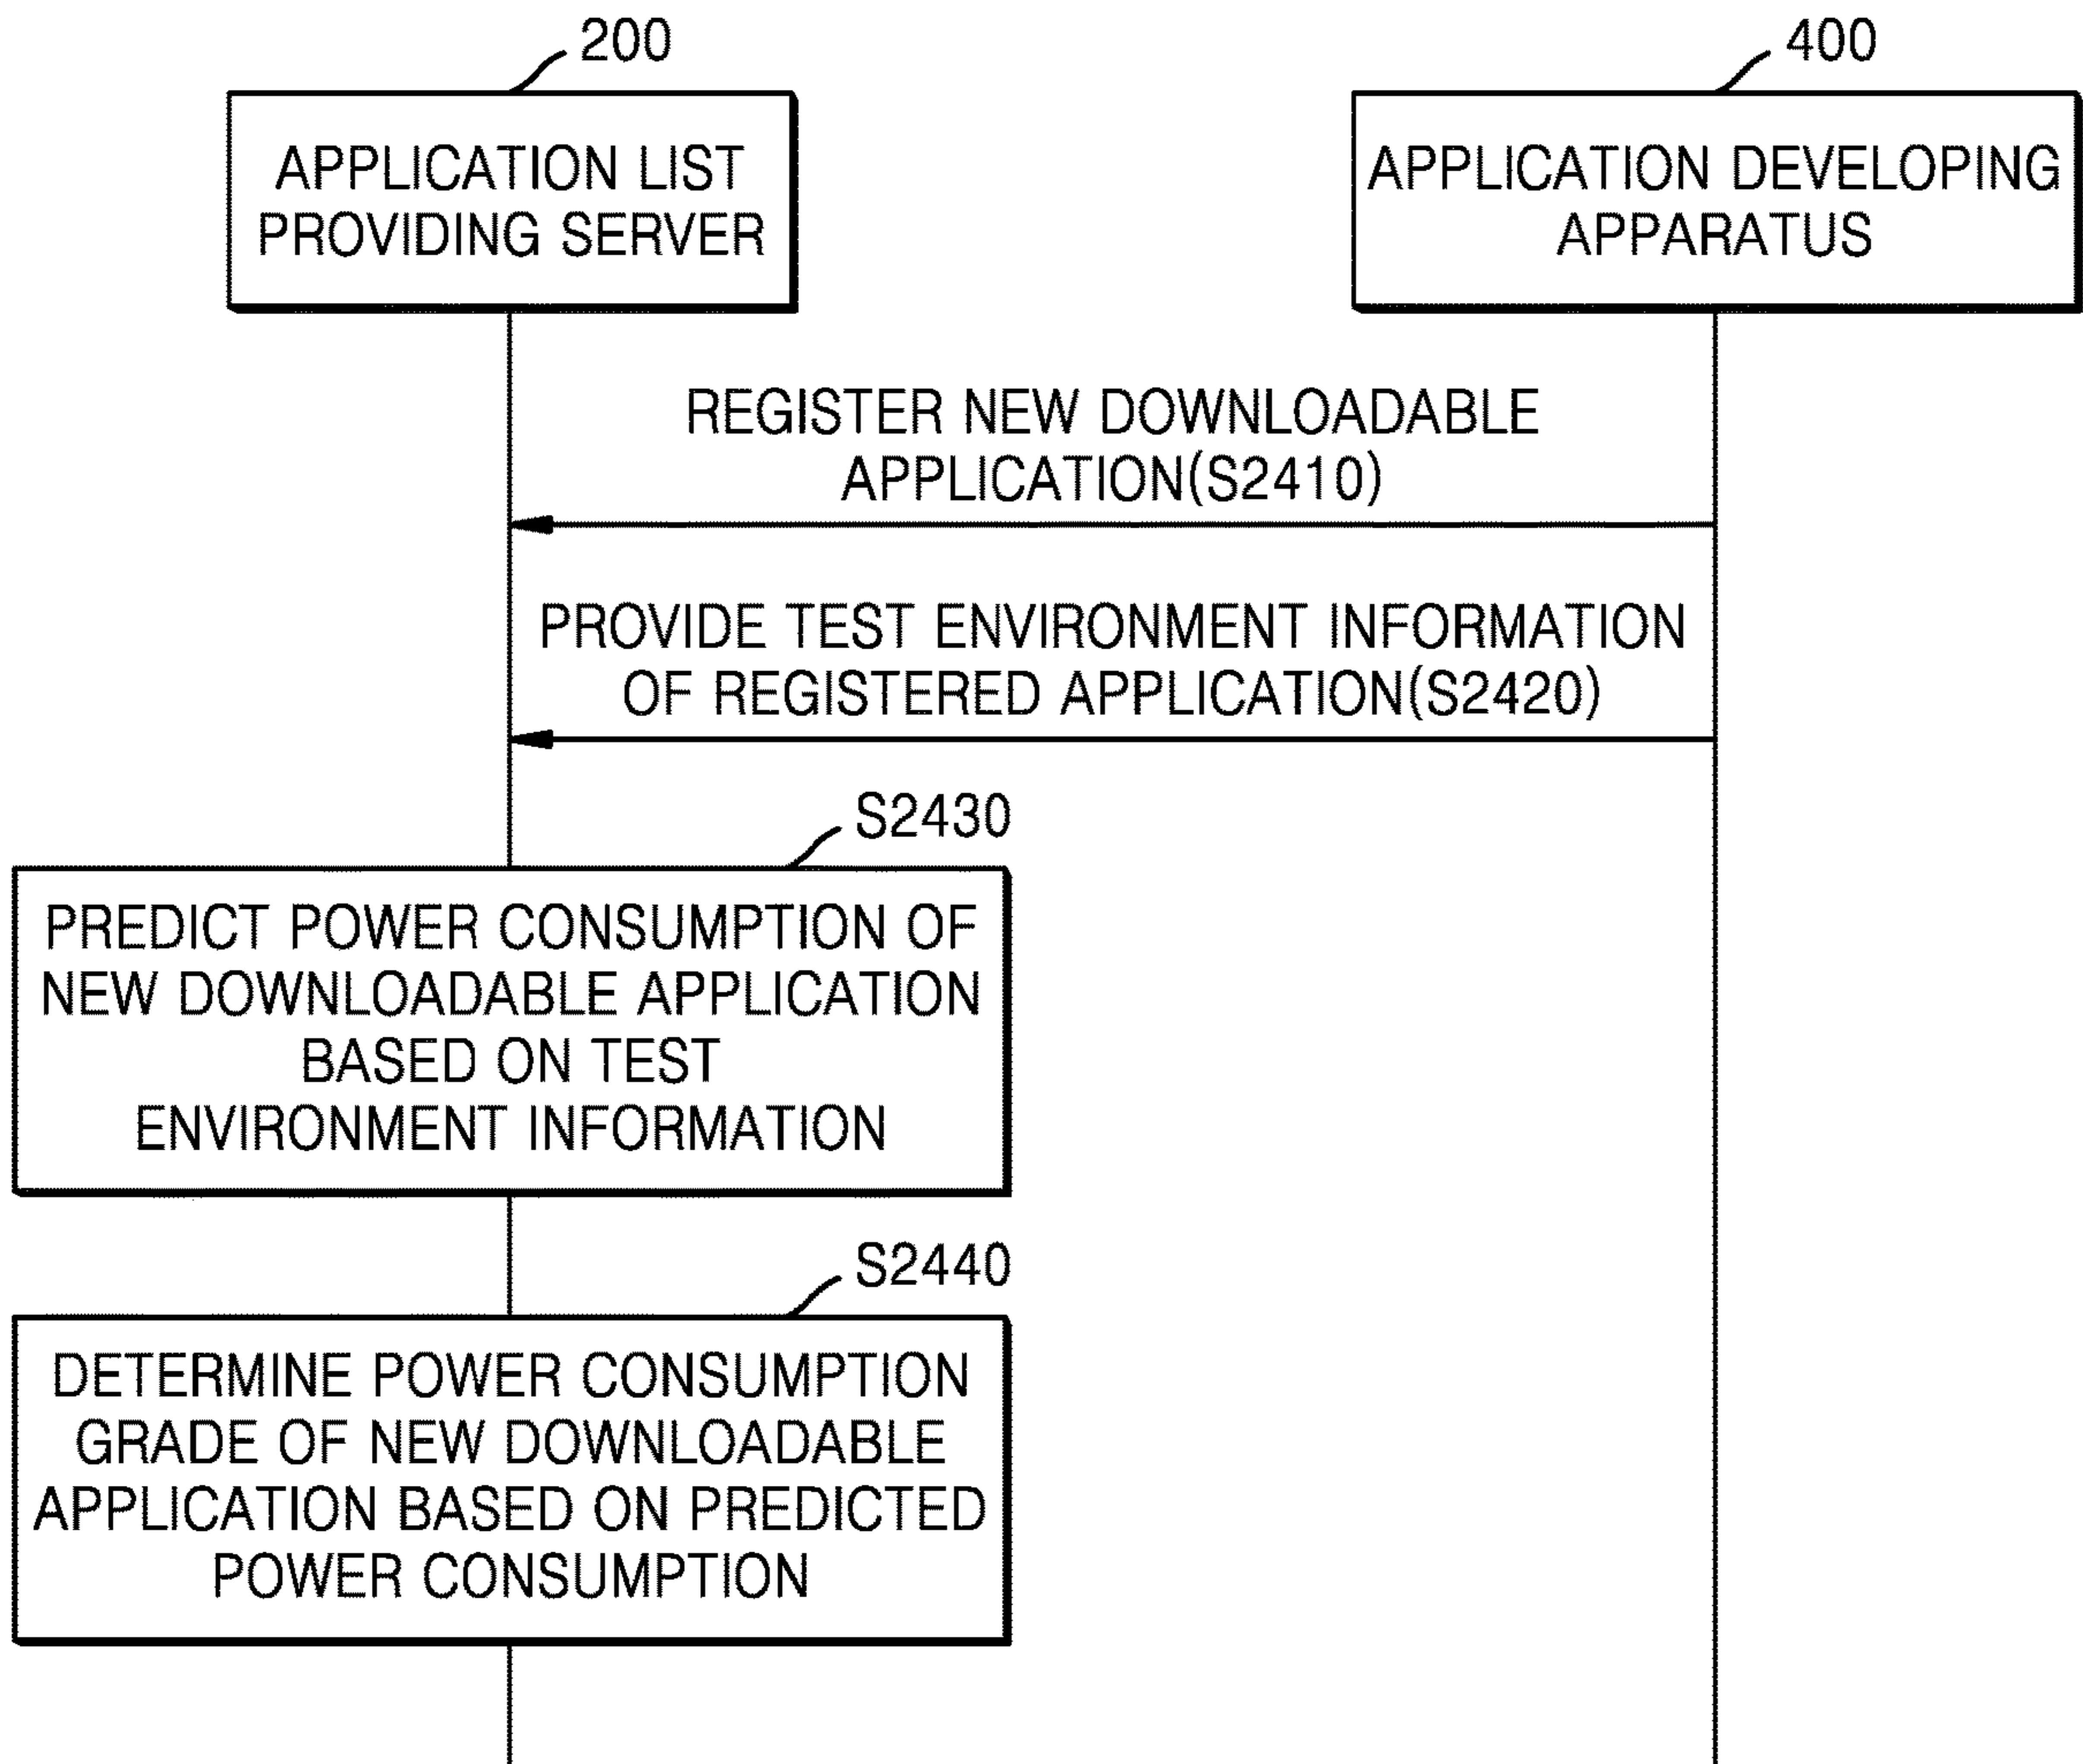 200
APPLICATION LIST
PROVIDING SERVER
400
APPLICATION DEVELOPING
APPARATUS
REGISTER NEW DOWNLOADABLE
APPLICATION(S2410)
PROVIDE TEST ENVIRONMENT INFORMATION
OF REGISTERED APPLICATION(S2420)
S2430
PREDICT POWER CONSUMPTION OF
NEW DOWNLOADABLE APPLICATION
BASED ON TEST
ENVIRONMENT INFORMATION
S2440
DETERMINE POWER CONSUMPTION
GRADE OF NEW DOWNLOADABLE
APPLICATION BASED ON PREDICTED
POWER CONSUMPTION